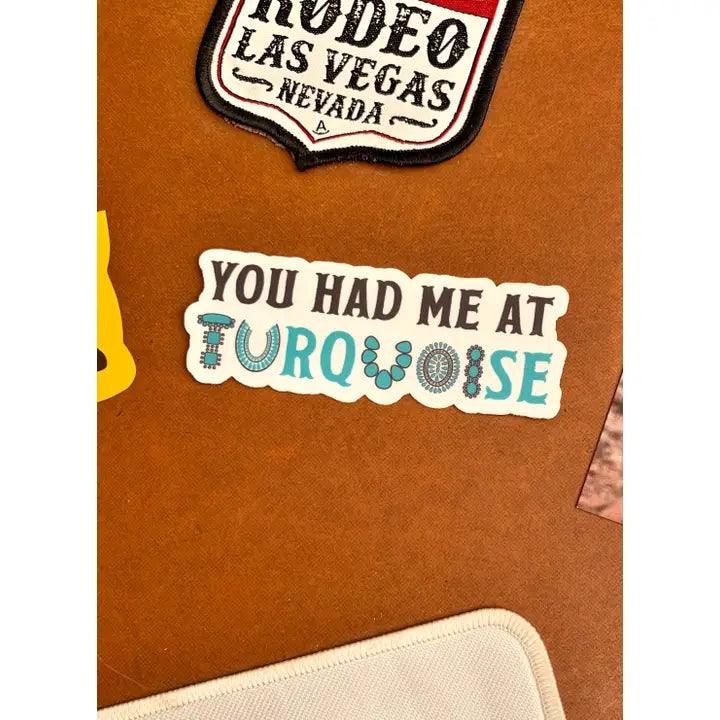 RODEO
LAS VEGAS
NEVADA
YOU HAD ME AT
TURQUOISE